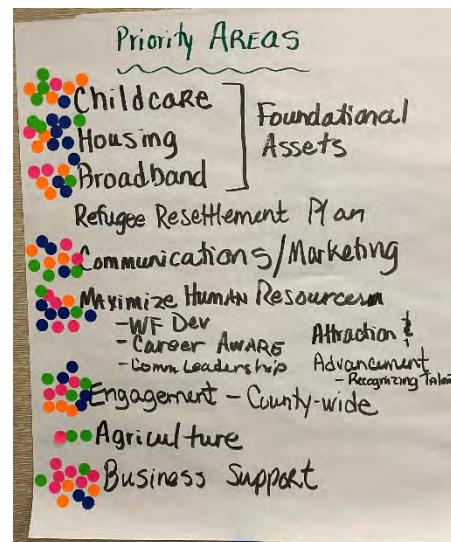 Priority AREAS
Childcare
Housing
Broadband
Foundational
Assets
Refugee Resettlement Plan
Communications/Marketing
Maximize Human Resources
-WF Dev
- Career AWARE
- Comm Leadership
Attraction &
Advancement
- Recognizing
Engagement - County-wide
Agriculture
Business Support